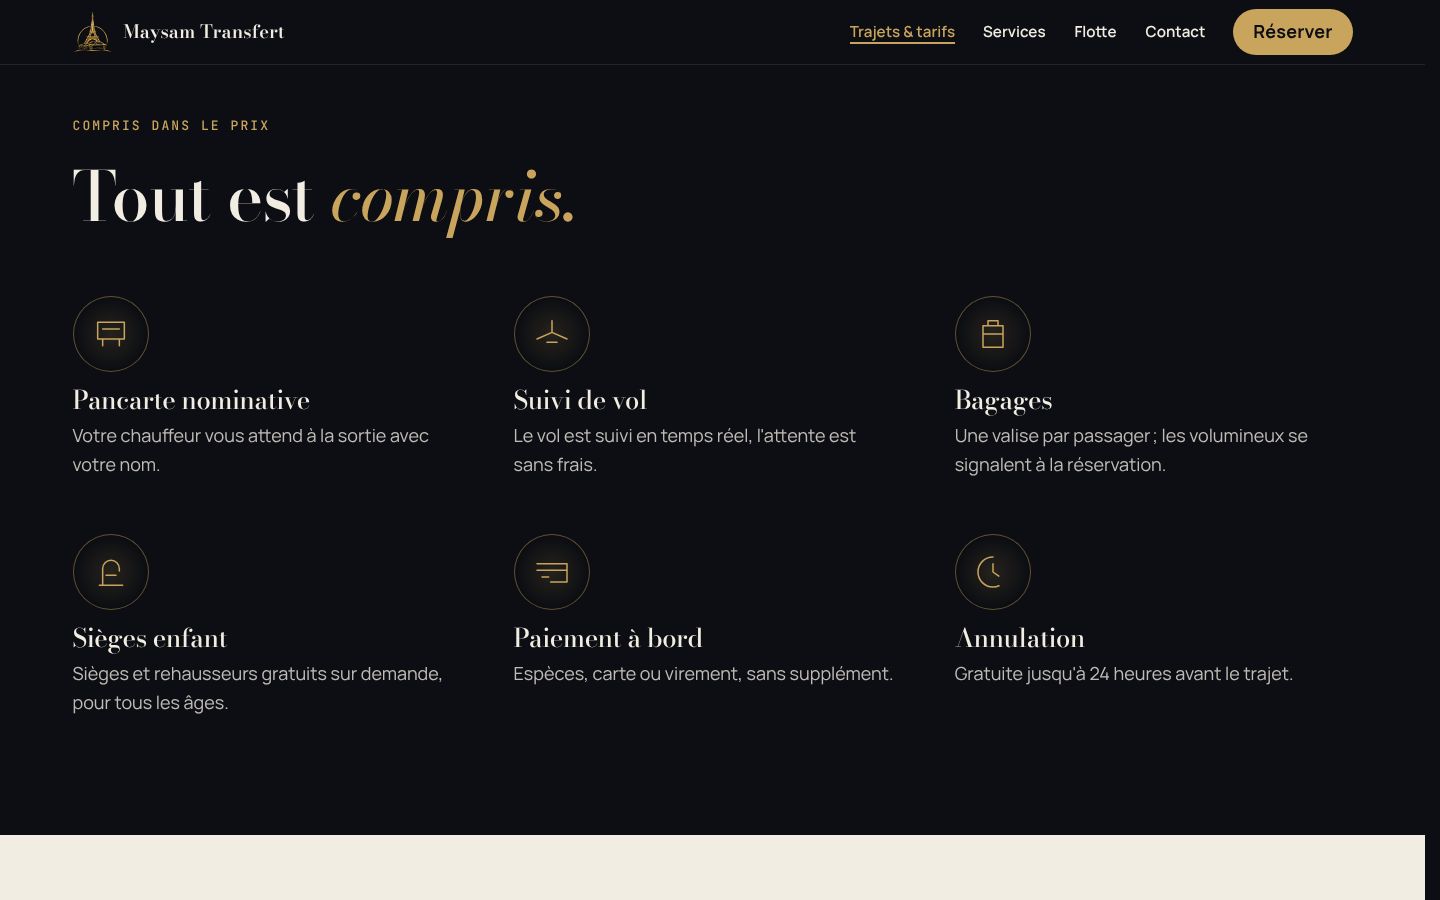 Maysam Transfert
Trajets & tarifs
Services
Flotte
Contact
Réserver
COMPRIS DANS LE PRIX
Tout est compris.
Pancarte nominative
Votre chauffeur vous attend à la sortie avec
votre nom.
Suivi de vol
Le vol est suivi en temps réel, l'attente est
sans frais.
Bagages
Une valise par passager ; les volumineux se
signalent à la réservation.
Sièges enfant
Sièges et rehausseurs gratuits sur demande,
pour tous les âges.
Paiement à bord
Espèces, carte ou virement, sans supplément.
Annulation
Gratuite jusqu'à 24 heures avant le trajet.